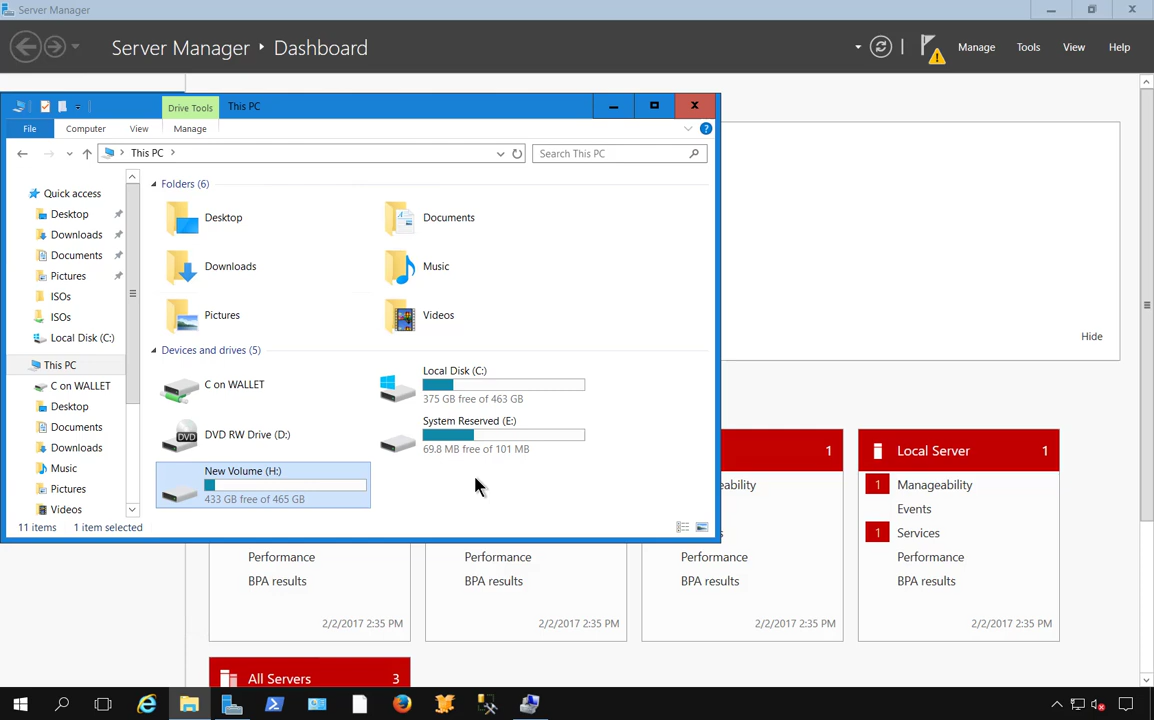 Server Manager
Server Manager ‣ Dashboard
Manage
Tools
View
Help
Drive Tools
This PC
File
Computer
View
Manage
This PC
Search This PC
Quick access
Desktop
Downloads
Documents
Pictures
ISOs
ISOs
Local Disk (C:)
This PC
C on WALLET
Desktop
Documents
Downloads
Music
Pictures
Videos
Folders (6)
Desktop
Documents
Downloads
Music
Pictures
Videos
Devices and drives (5)
C on WALLET
Local Disk (C:)
375 GB free of 463 GB
DVD RW Drive (D:)
DVD
System Reserved (E:)
69.8 MB free of 101 MB
New Volume (H:)
433 GB free of 465 GB
11 items
1 item selected
Hide
1
Local Server
1
1
Manageability
Events
1
Services
Performance
BPA results
2/2/2017 2:35 PM
Performance
BPA results
2/2/2017 2:35 PM
Performance
BPA results
2/2/2017 2:35 PM
Performance
BPA results
2/2/2017 2:35 PM
All Servers
3